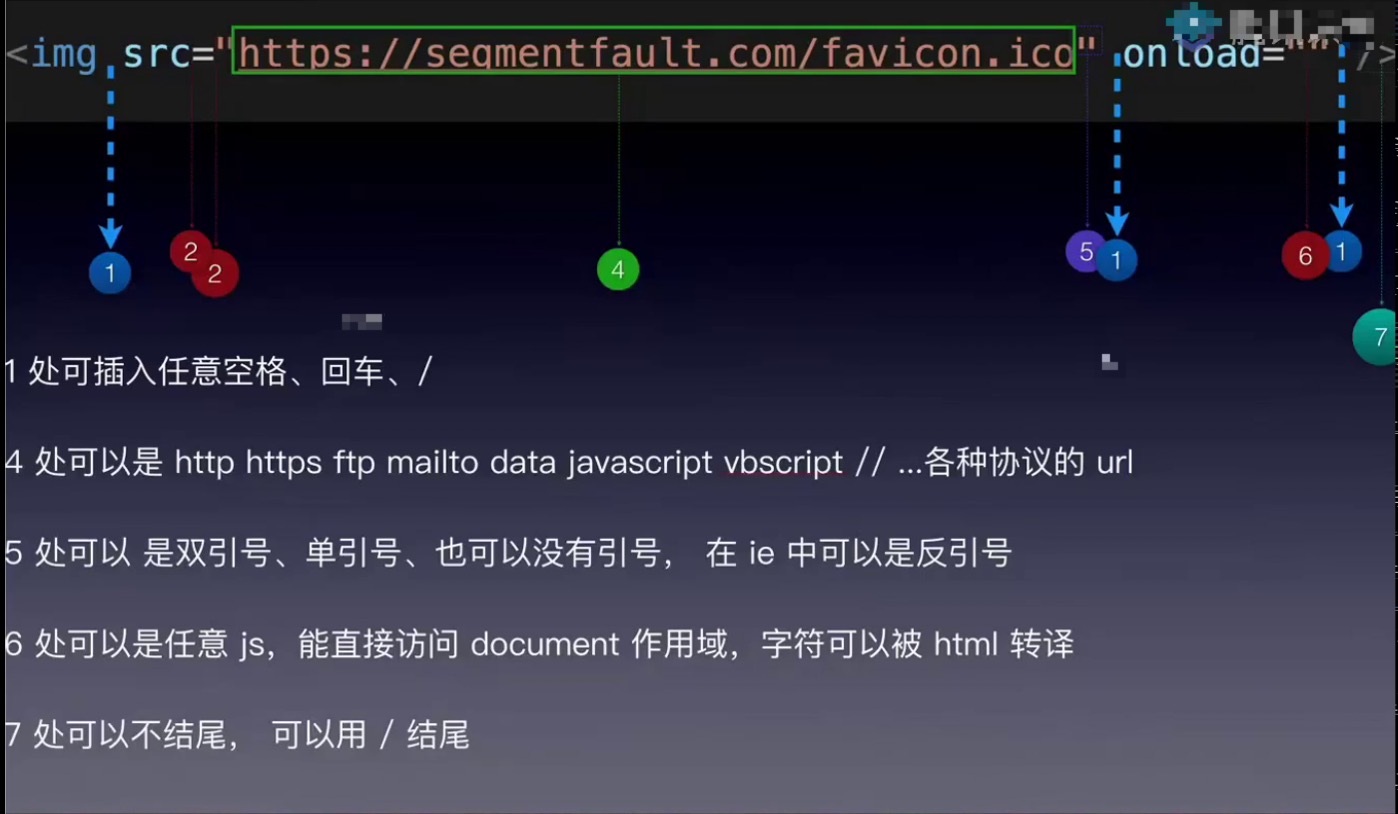 <img src="https://segmentfault.com/favicon.ico" onload="" />
1
2
2
4
5
1
6
1
7
1 处可插入任意空格、回车、/
4 处可以是 http https ftp mailto data javascript vbscript // ...各种协议的 url
5 处可以 是双引号、单引号、也可以没有引号， 在 ie 中可以是反引号
6 处可以是任意 js，能直接访问 document 作用域，字符可以被 html 转译
7 处可以不结尾， 可以用 / 结尾